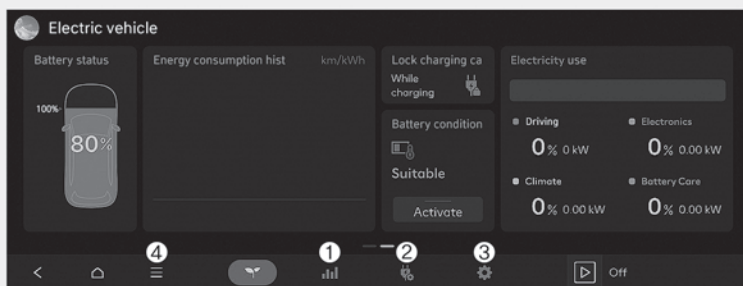 Electric vehicle
Battery status
100%
80%
Energy consumption hist km/kWh
Lock charging ca
While
charging
Battery condition
Suitable
Activate
Electricity use
Driving Electronics
0% 0 kW 0% 0.00 kW
Climate Battery Care
0% 0.00 kW 0% 0.00 kW
④ ① ② ③
Off